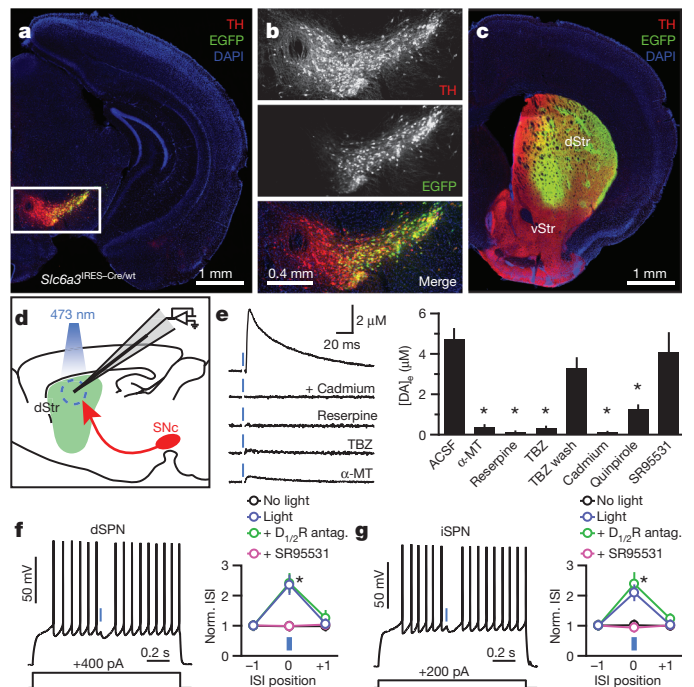 a
TH
EGFP
DAPI
Slc6a3IRES–Cre/wt
1 mm
b
TH
EGFP
0.4 mm
Merge
c
TH
EGFP
DAPI
dStr
vStr
1 mm
d
473 nm
dStr
SNc
e
2 μM
20 ms
+ Cadmium
Reserpine
TBZ
α-MT
[DA]e (μM)
6
4
2
0
* * * * *
ACSF
α-MT
Reserpine
TBZ
TBZ wash
Cadmium
Quinpirole
SR95531
f
dSPN
50 mV
0.2 s
+400 pA
No light
Light
+ D1/2R antag.
+ SR95531
Norm. ISI
3
2
1
0
*
−1 0 +1
ISI position
g
iSPN
50 mV
0.2 s
+200 pA
No light
Light
+ D1/2R antag.
+ SR95531
Norm. ISI
3
2
1
0
*
−1 0 +1
ISI position